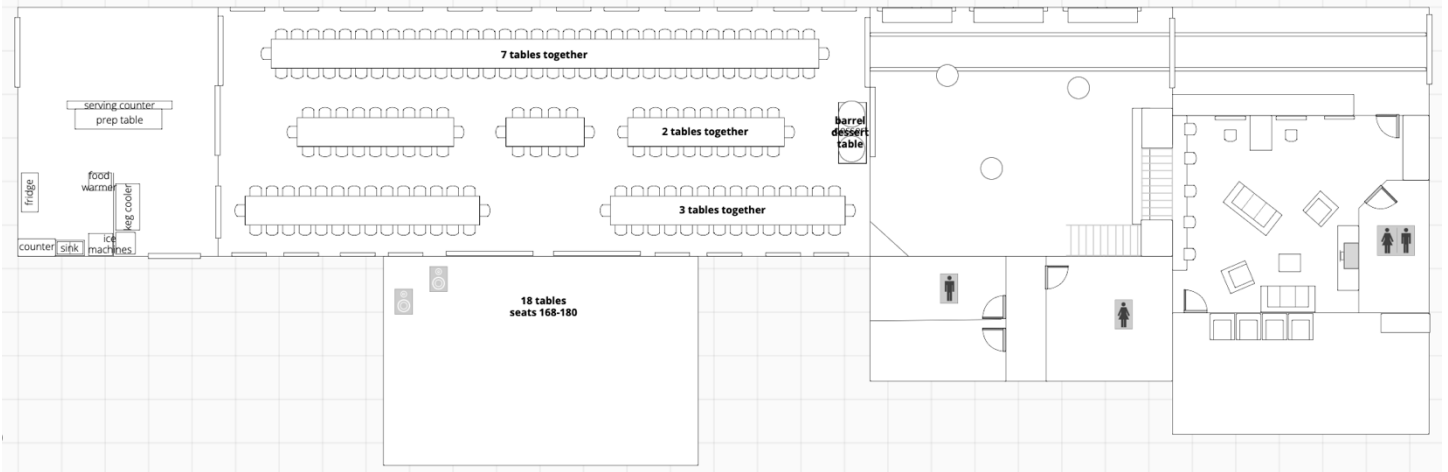 7 tables together
serving counter
prep table
2 tables together
barrel
dessert
table
food
warmer
fridge
keg cooler
3 tables together
counter
sink
ice
machines
18 tables
seats 168-180